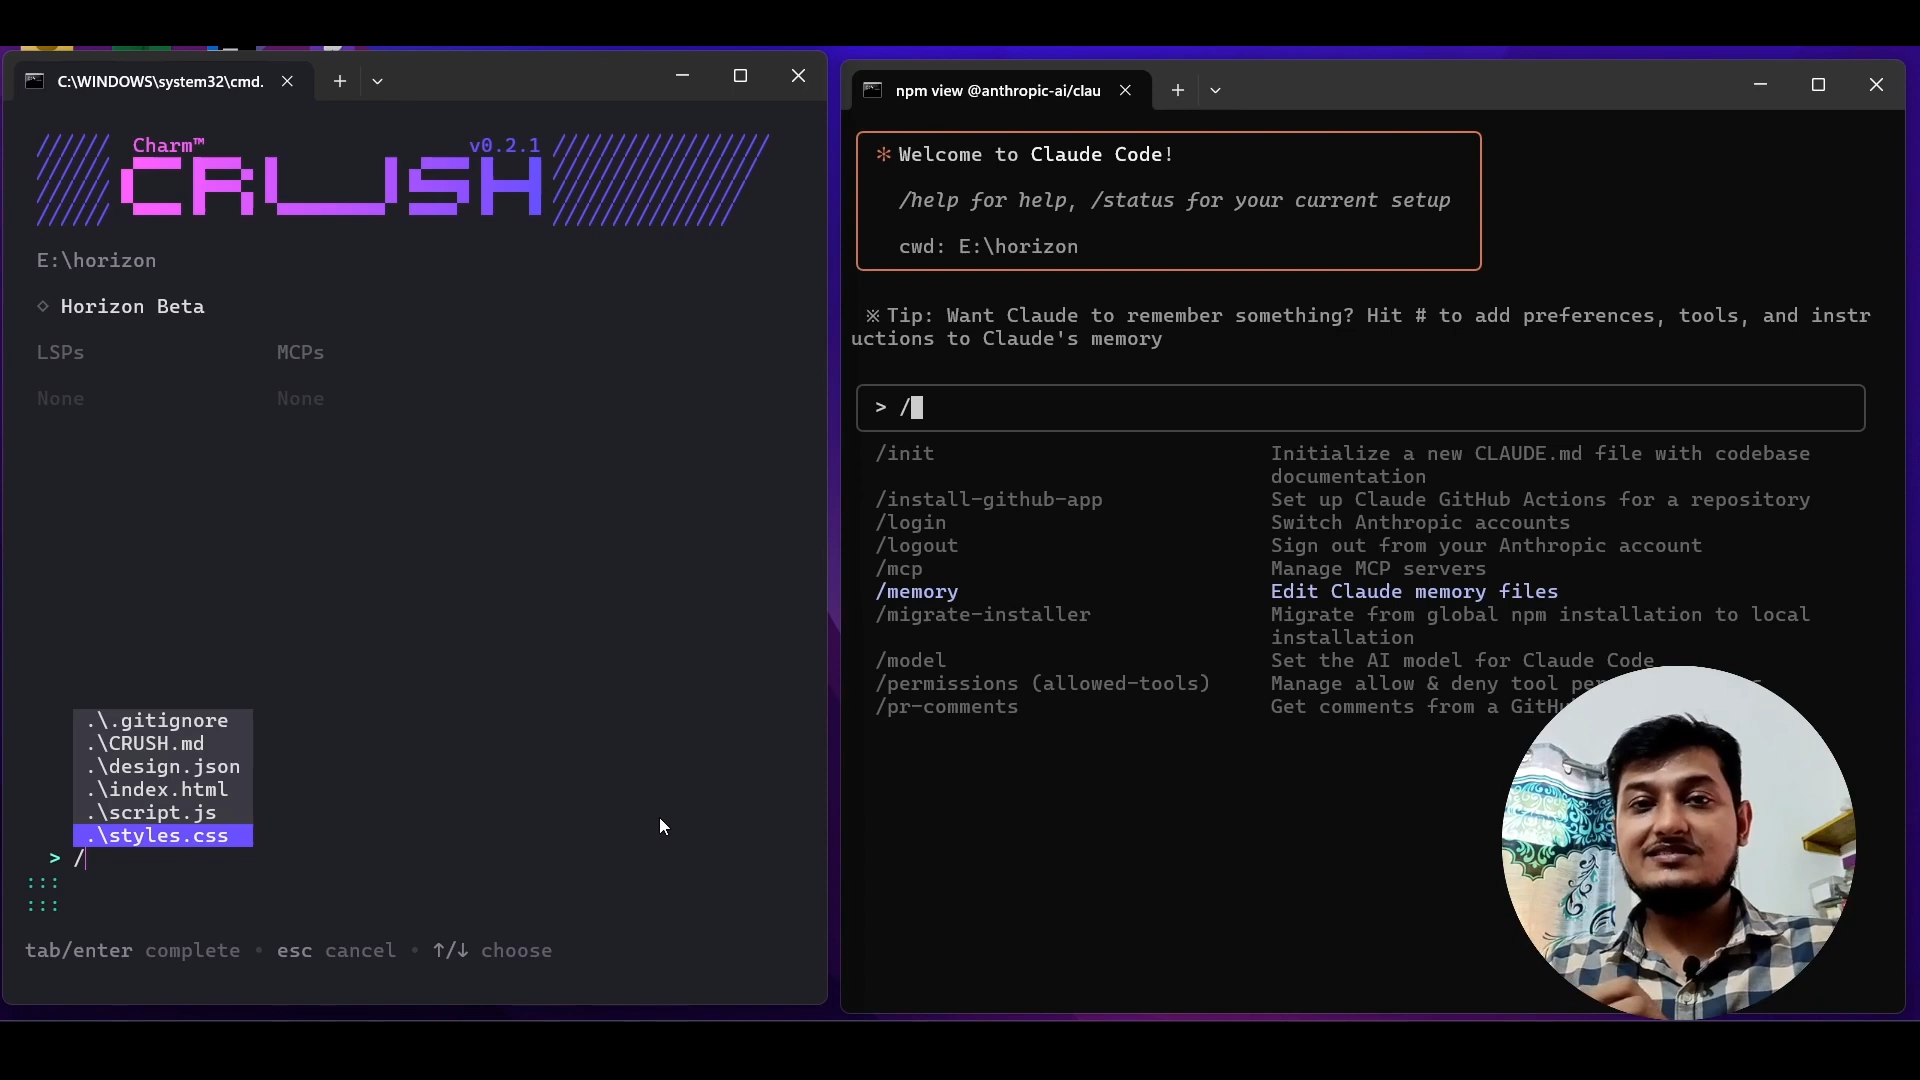 C:\WINDOWS\system32\cmd.
Charm™ v0.2.1
CRUSH
E:\horizon
◇ Horizon Beta
LSPs MCPs
None None
.\.gitignore
.\CRUSH.md
.\design.json
.\index.html
.\script.js
.\styles.css
> /
:::
:::
tab/enter complete • esc cancel • ↑/↓ choose
npm view @anthropic-ai/clau
✻ Welcome to Claude Code!
/help for help, /status for your current setup
cwd: E:\horizon
※ Tip: Want Claude to remember something? Hit # to add preferences, tools, and instr
uctions to Claude's memory
> /
/init Initialize a new CLAUDE.md file with codebase
documentation
/install-github-app Set up Claude GitHub Actions for a repository
/login Switch Anthropic accounts
/logout Sign out from your Anthropic account
/mcp Manage MCP servers
/memory Edit Claude memory files
/migrate-installer Migrate from global npm installation to local
installation
/model Set the AI model for Claude Code
/permissions (allowed-tools) Manage allow & deny tool
/pr-comments Get comments from a